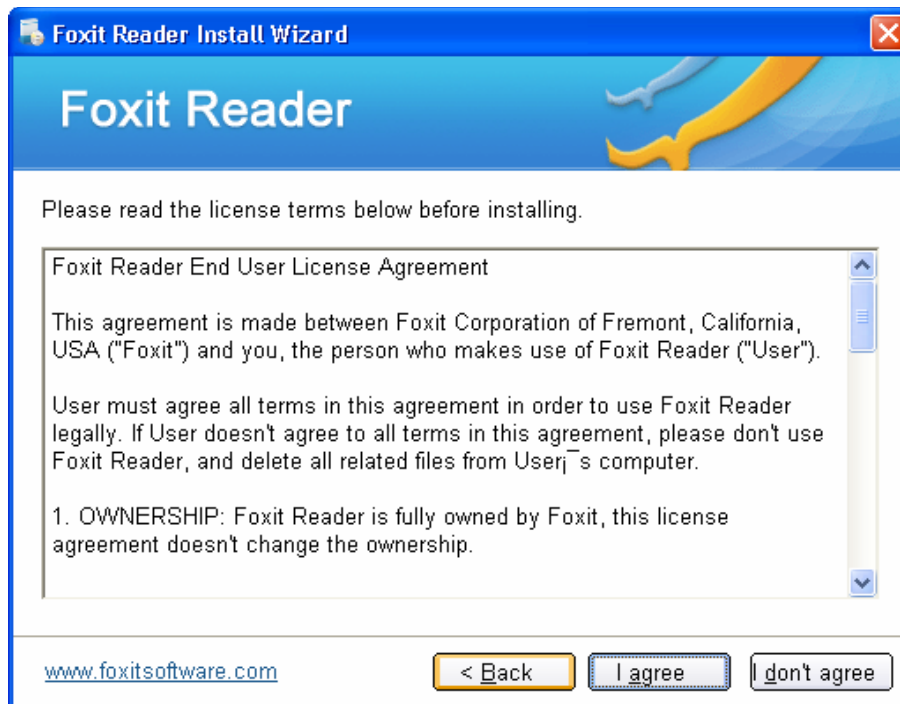 Foxit Reader Install Wizard
Foxit Reader
Please read the license terms below before installing.
Foxit Reader End User License Agreement
This agreement is made between Foxit Corporation of Fremont, California,
USA ("Foxit") and you, the person who makes use of Foxit Reader ("User").
User must agree all terms in this agreement in order to use Foxit Reader
legally. If User doesn't agree to all terms in this agreement, please don't use
Foxit Reader, and delete all related files from User¡¯s computer.
1. OWNERSHIP: Foxit Reader is fully owned by Foxit, this license
agreement doesn't change the ownership.
www.foxitsoftware.com
< Back
I agree
I don't agree